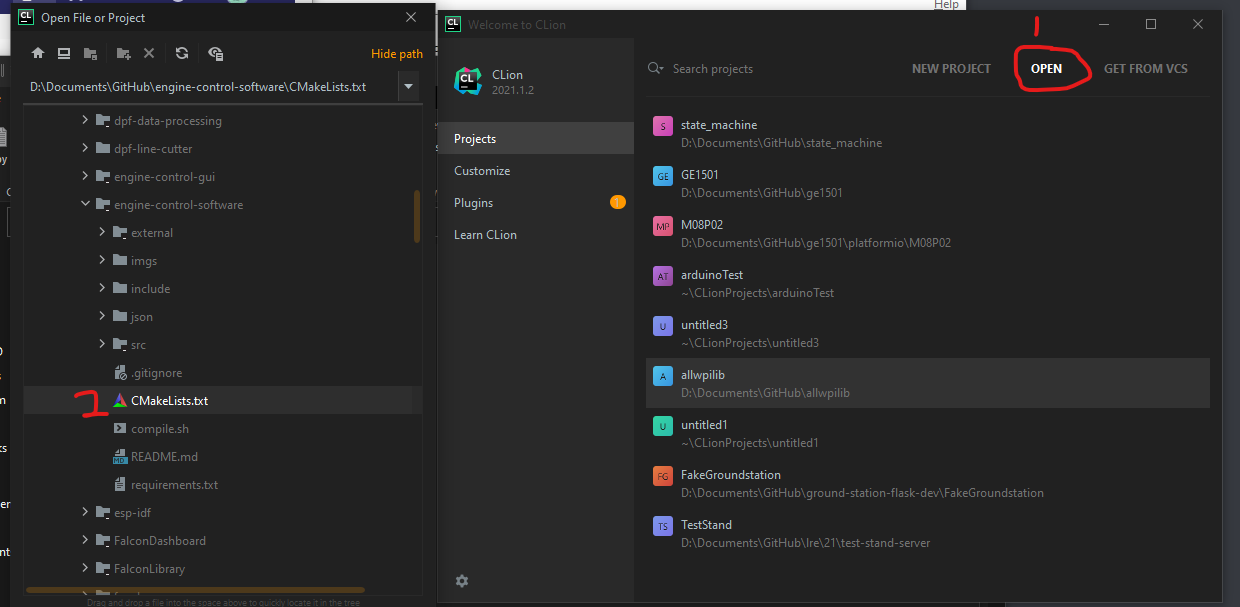 Help
Open File or Project
Hide path
D:\Documents\GitHub\engine-control-software\CMakeLists.txt
dpf-data-processing
dpf-line-cutter
engine-control-gui
engine-control-software
external
imgs
include
json
src
.gitignore
2
CMakeLists.txt
compile.sh
README.md
requirements.txt
esp-idf
FalconDashboard
FalconLibrary
Drag and drop a file into the space above to quickly locate it in the tree
CL
Welcome to CLion
CL
CLion
2021.1.2
Projects
Customize
Plugins
1
Learn CLion
1
Search projects
NEW PROJECT
OPEN
GET FROM VCS
S
state_machine
D:\Documents\GitHub\state_machine
GE
GE1501
D:\Documents\GitHub\ge1501
MP
M08P02
D:\Documents\GitHub\ge1501\platformio\M08P02
AT
arduinoTest
~\CLionProjects\arduinoTest
U
untitled3
~\CLionProjects\untitled3
A
allwpilib
D:\Documents\GitHub\allwpilib
U
untitled1
~\CLionProjects\untitled1
FG
FakeGroundstation
D:\Documents\GitHub\ground-station-flask-dev\FakeGroundstation
TS
TestStand
D:\Documents\GitHub\lre\21\test-stand-server